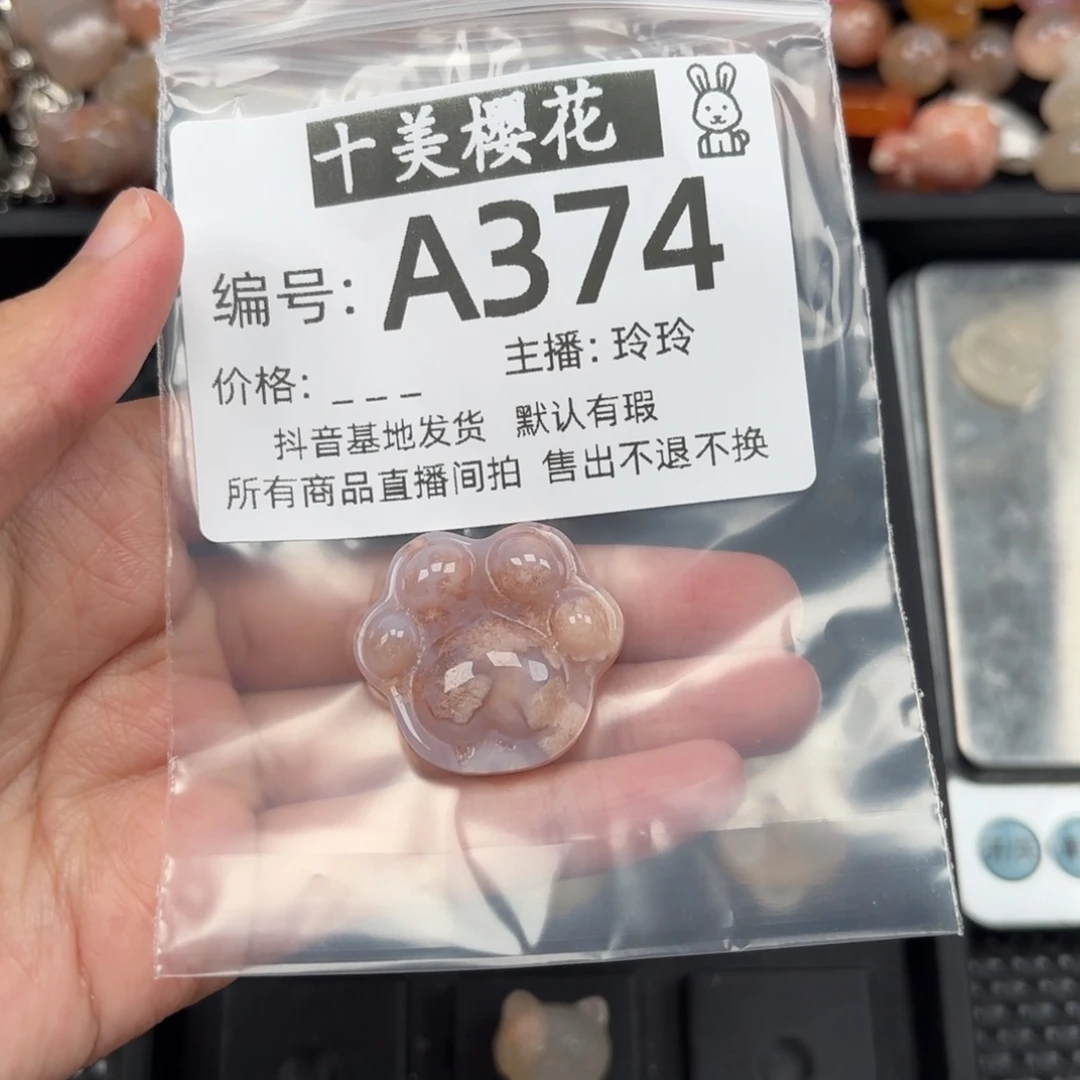 十美樱花
编号：A374
价格：_ _ _ 主播：玲玲
抖音基地发货 默认有瑕
所有商品直播间拍 售出不退不换